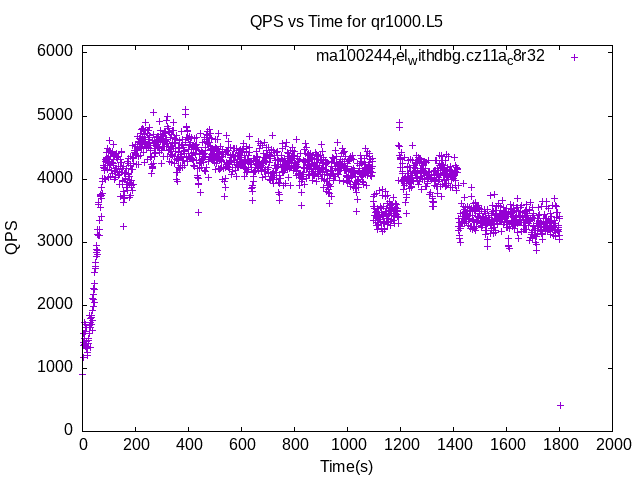 QPS vs Time for qr1000.L5
ma100244relwithdbg.cz11ac8r32
6000
5000
4000
3000
2000
1000
0
QPS
0 200 400 600 800 1000 1200 1400 1600 1800 2000
Time(s)